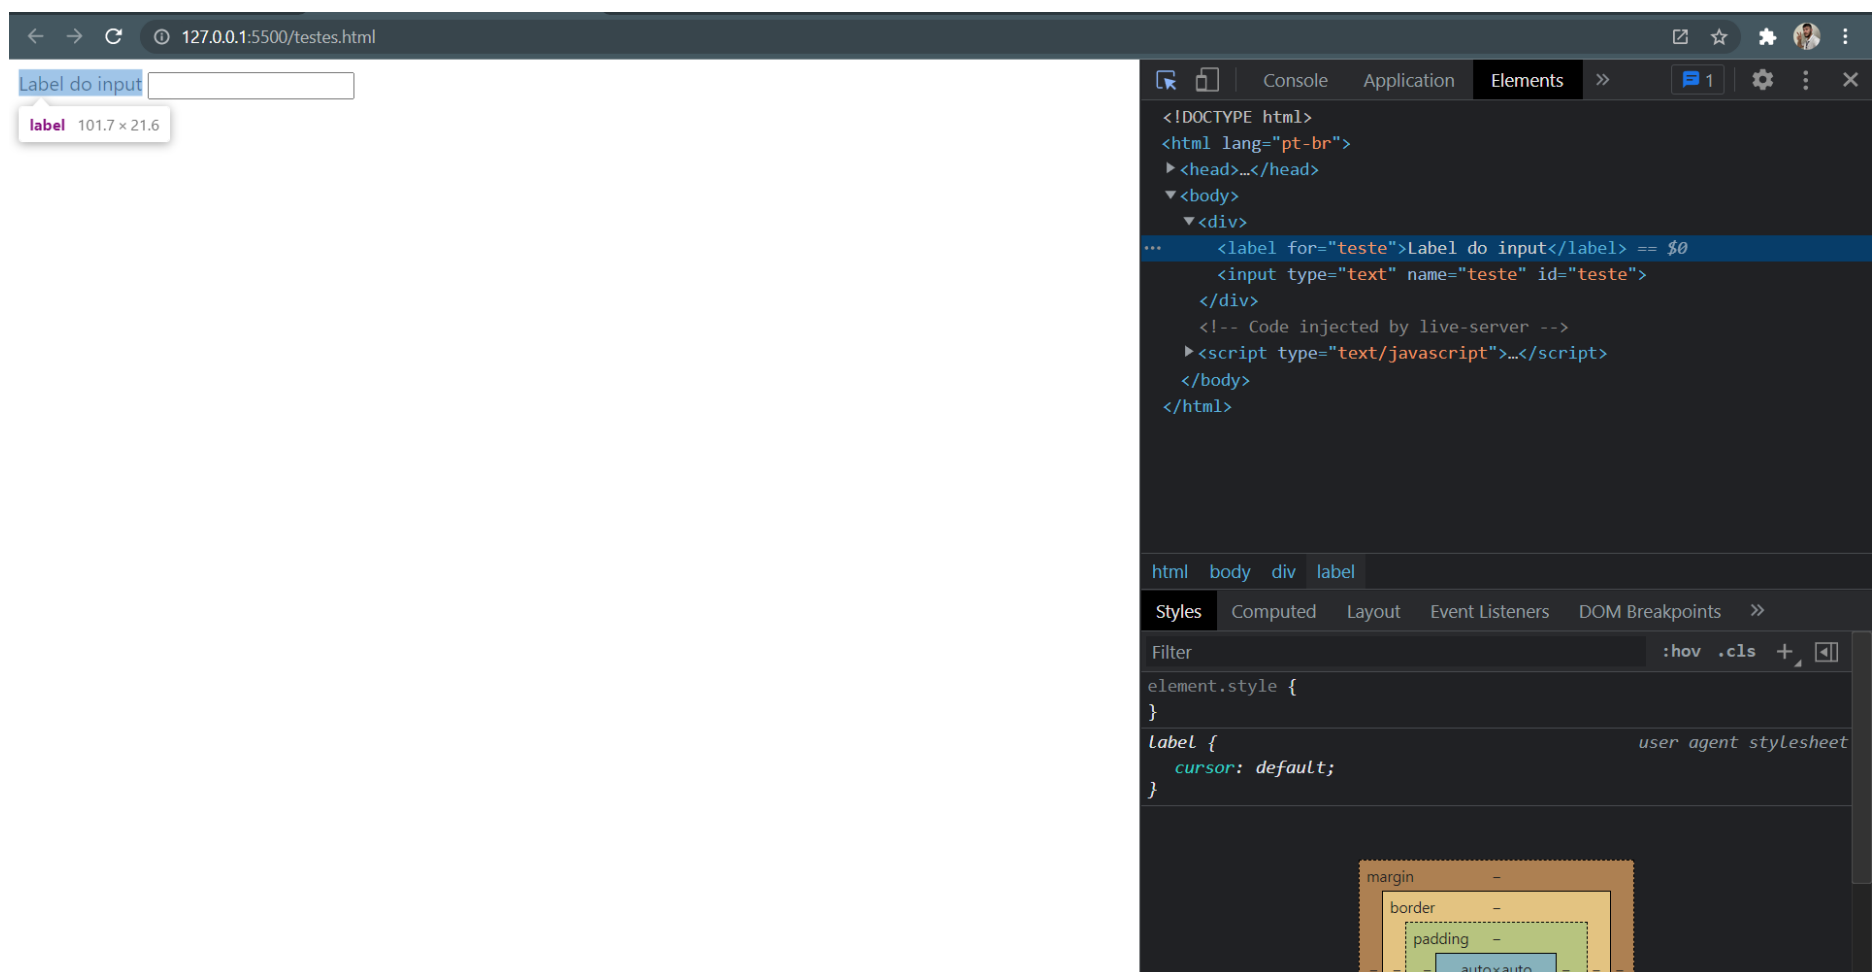 127.0.0.1:5500/testes.html
Label do input
label 101.7 × 21.6
Console Application Elements » 1
<!DOCTYPE html>
<html lang="pt-br">
<head>…</head>
<body>
<div>
<label for="teste">Label do input</label> == $0
<input type="text" name="teste" id="teste">
</div>
<!-- Code injected by live-server -->
<script type="text/javascript">…</script>
</body>
</html>
html body div label
Styles Computed Layout Event Listeners DOM Breakpoints »
Filter :hov .cls +
element.style {
}
label { user agent stylesheet
cursor: default;
}
margin –
border –
padding –
auto×auto